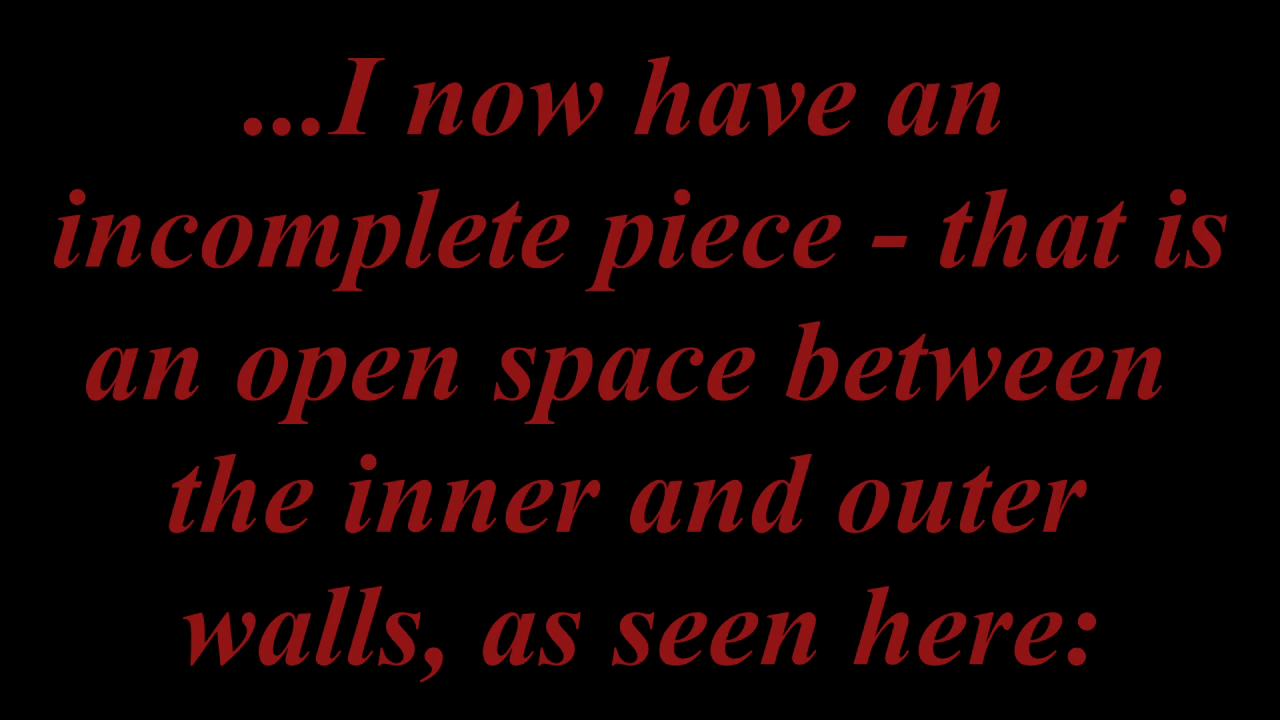 ...I now have an
incomplete piece - that is
an open space between
the inner and outer
walls, as seen here: